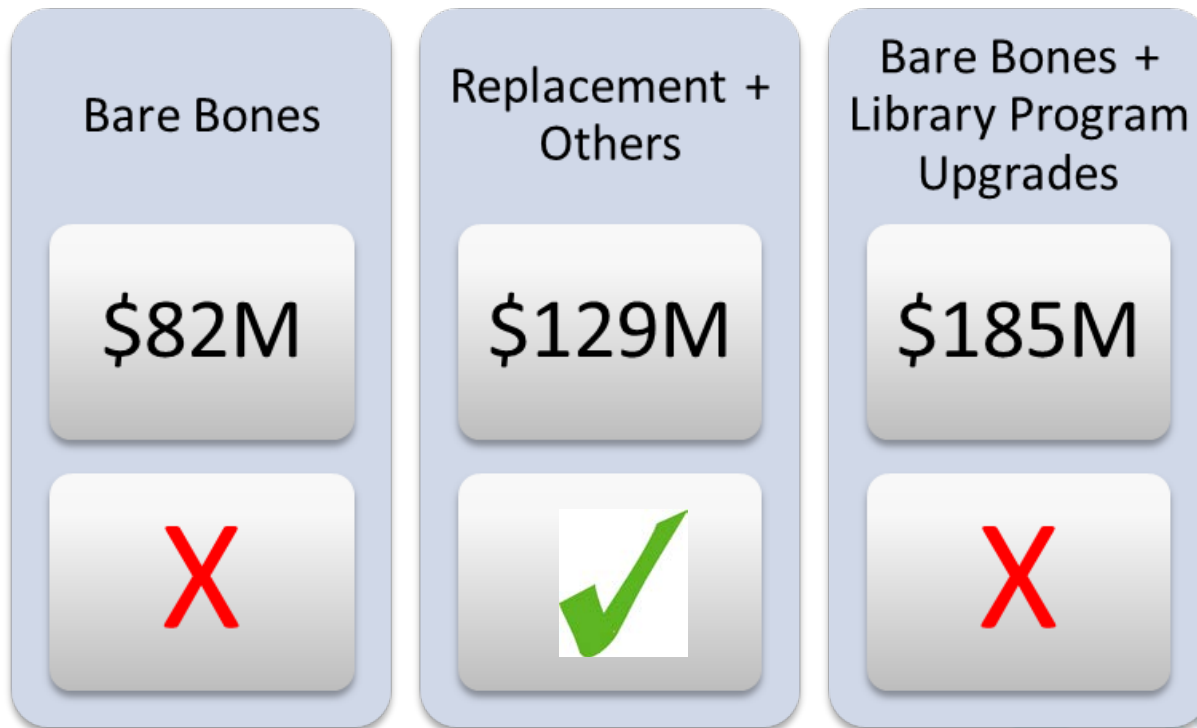 Bare Bones
$82M
X
Replacement +
Others
$129M
Bare Bones +
Library Program
Upgrades
$185M
X